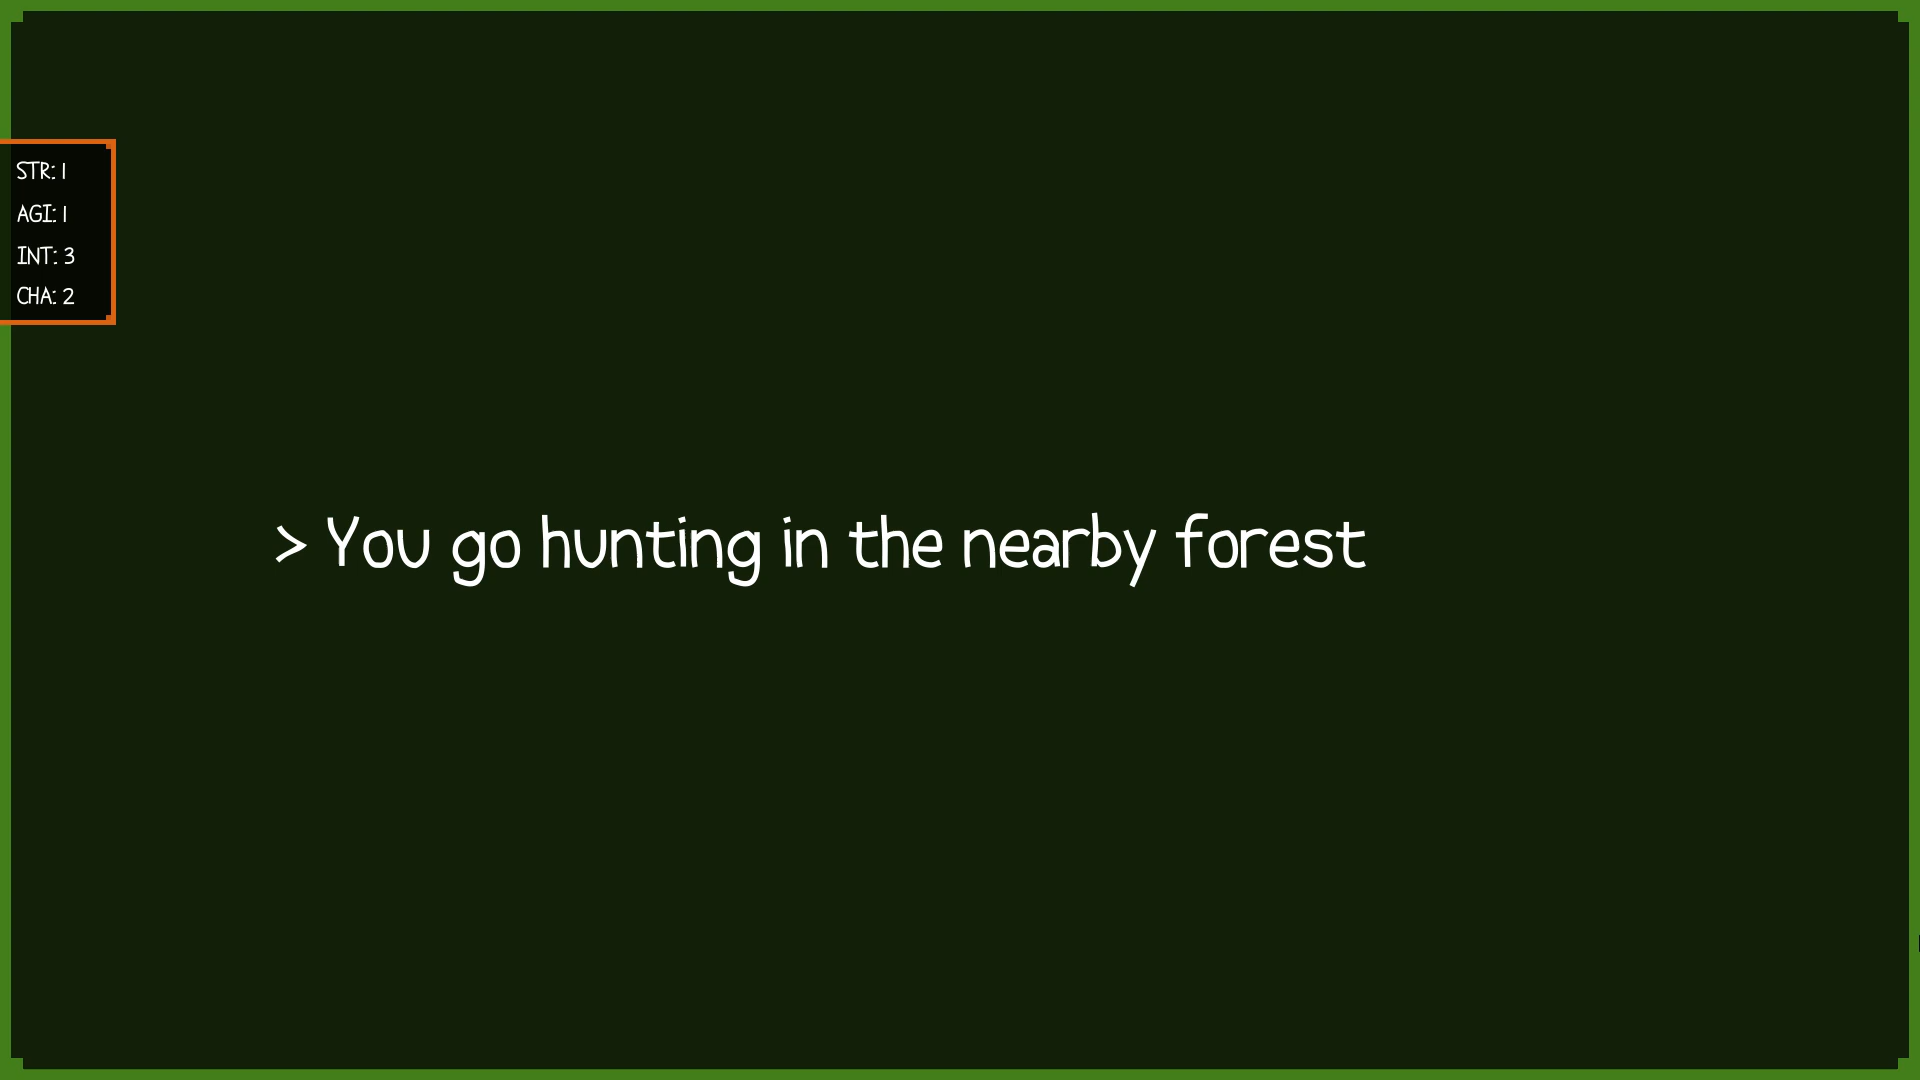 STR: 1
AGI: 1
INT: 3
CHA: 2
> You go hunting in the nearby forest